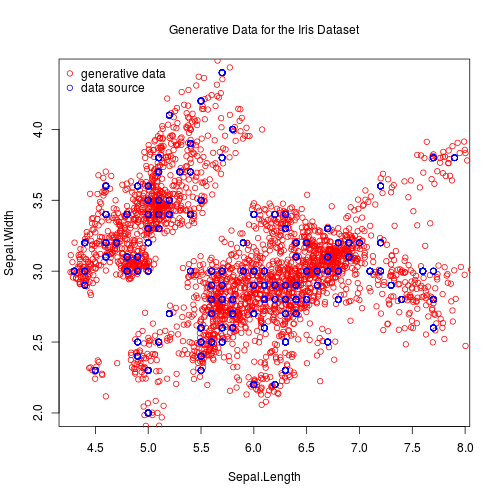 Generative Data for the Iris Dataset
generative data
data source
4.0
3.5
3.0
2.5
2.0
Sepal.Width
4.5 5.0 5.5 6.0 6.5 7.0 7.5 8.0
Sepal.Length